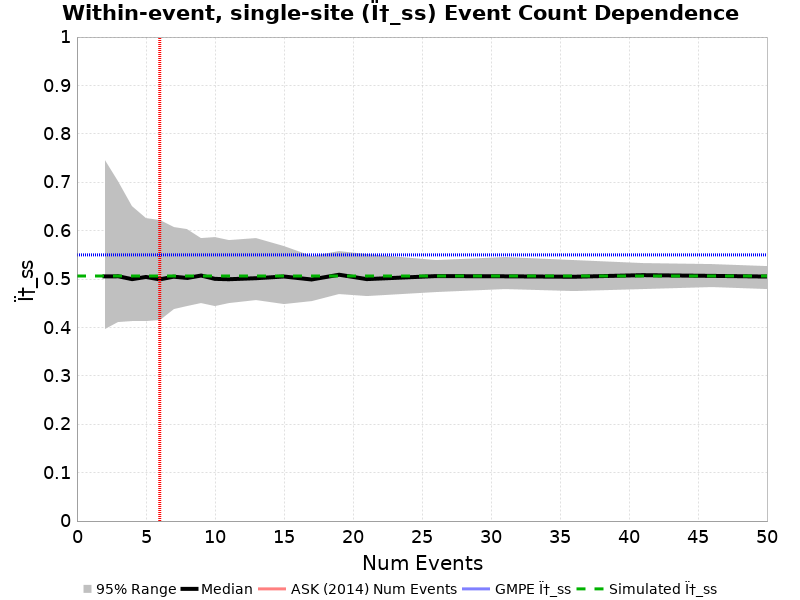 Within-event, single-site (Ï†_ss) Event Count Dependence
1
0.9
0.8
0.7
0.6
0.5
0.4
0.3
0.2
0.1
0
Ï†_ss
0 5 10 15 20 25 30 35 40 45 50
Num Events
95% Range Median ASK (2014) Num Events GMPE Ï†_ss Simulated Ï†_ss